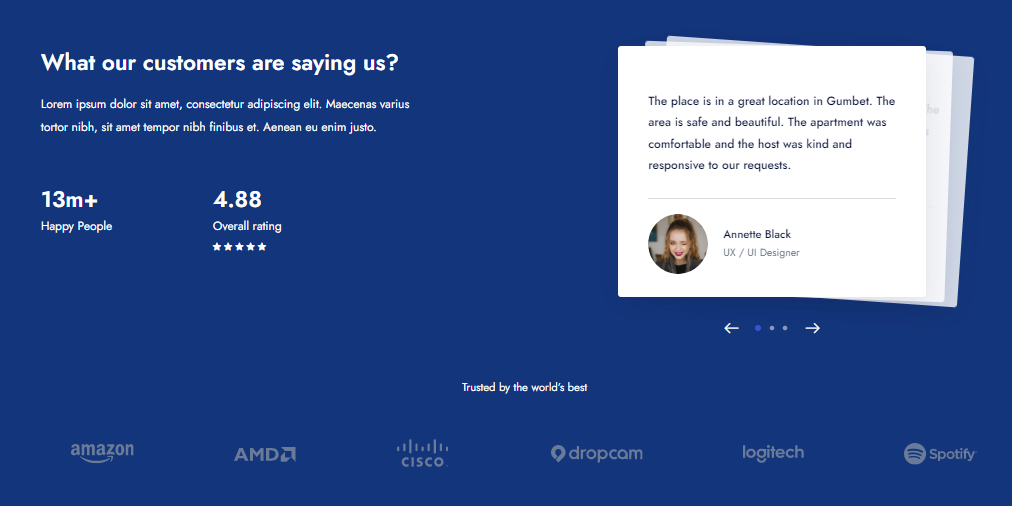 What our customers are saying us?
Lorem ipsum dolor sit amet, consectetur adipiscing elit. Maecenas varius
tortor nibh, sit amet tempor nibh finibus et. Aenean eu enim justo.
13m+
Happy People
4.88
Overall rating
The place is in a great location in Gumbet. The
area is safe and beautiful. The apartment was
comfortable and the host was kind and
responsive to our requests.
Annette Black
UX / UI Designer
Trusted by the world's best
amazon
AMD
CISCO
dropcam
logitech
Spotify